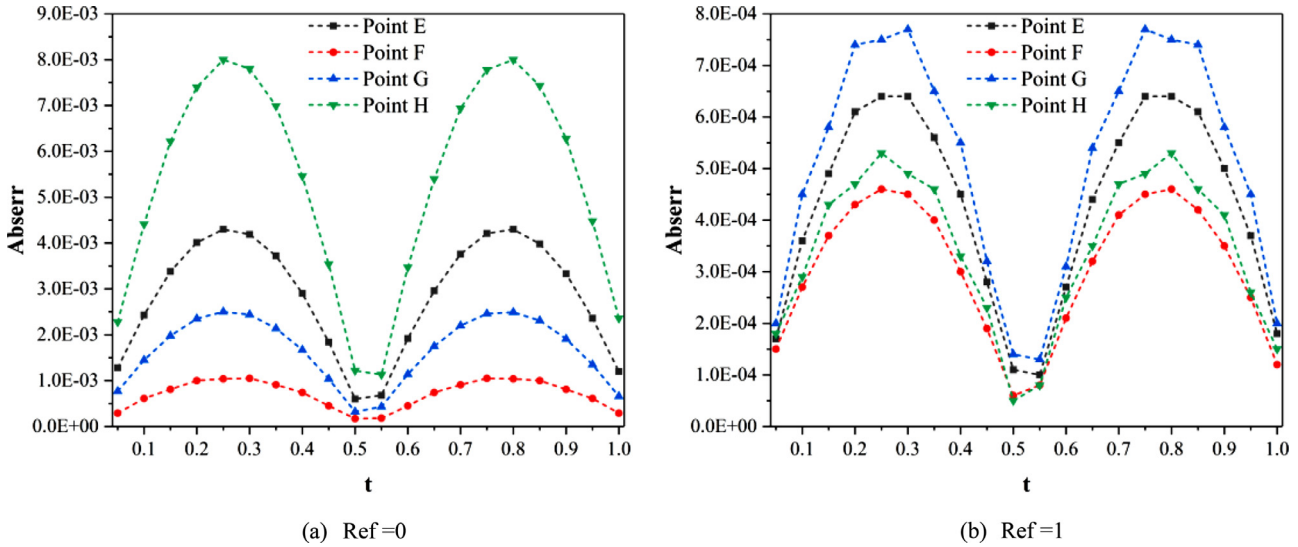 9.0E-03
8.0E-03
7.0E-03
6.0E-03
5.0E-03
4.0E-03
3.0E-03
2.0E-03
1.0E-03
0.0E+00
Abserr
Point E
Point F
Point G
Point H
0.1 0.2 0.3 0.4 0.5 0.6 0.7 0.8 0.9 1.0
t
(a) Ref =0
8.0E-04
7.0E-04
6.0E-04
5.0E-04
4.0E-04
3.0E-04
2.0E-04
1.0E-04
0.0E+00
Abserr
Point E
Point F
Point G
Point H
0.1 0.2 0.3 0.4 0.5 0.6 0.7 0.8 0.9 1.0
t
(b) Ref =1